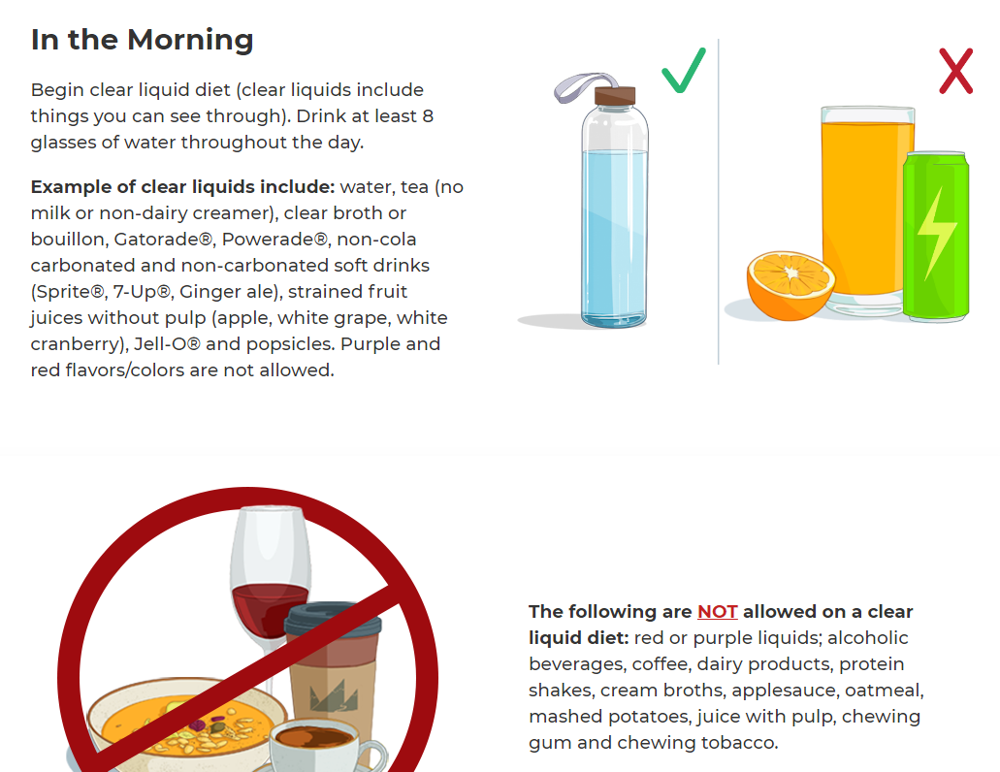 In the Morning
Begin clear liquid diet (clear liquids include
things you can see through). Drink at least 8
glasses of water throughout the day.
Example of clear liquids include: water, tea (no
milk or non-dairy creamer), clear broth or
bouillon, Gatorade®, Powerade®, non-cola
carbonated and non-carbonated soft drinks
(Sprite®, 7-Up®, Ginger ale), strained fruit
juices without pulp (apple, white grape, white
cranberry), Jell-O® and popsicles. Purple and
red flavors/colors are not allowed.
The following are NOT allowed on a clear
liquid diet: red or purple liquids; alcoholic
beverages, coffee, dairy products, protein
shakes, cream broths, applesauce, oatmeal,
mashed potatoes, juice with pulp, chewing
gum and chewing tobacco.